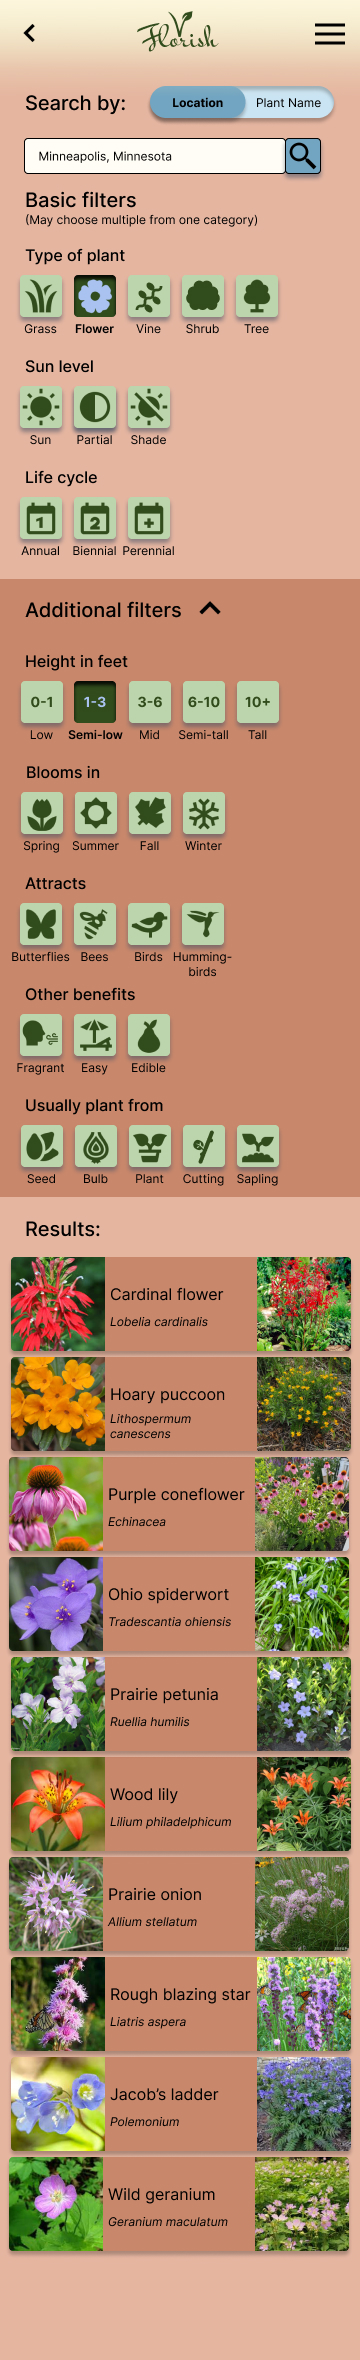 Florish
Search by:
Location
Plant Name
Minneapolis, Minnesota
Basic filters
(May choose multiple from one category)
Type of plant
Grass
Flower
Vine
Shrub
Tree
Sun level
Sun
Partial
Shade
Life cycle
1
2
+
Annual
Biennial
Perennial
Additional filters
Height in feet
0-1
1-3
3-6
6-10
10+
Low
Semi-low
Mid
Semi-tall
Tall
Blooms in
Spring
Summer
Fall
Winter
Attracts
Butterflies
Bees
Birds
Humming-
birds
Other benefits
Fragrant
Easy
Edible
Usually plant from
Seed
Bulb
Plant
Cutting
Sapling
Results:
Cardinal flower
Lobelia cardinalis
Hoary puccoon
Lithospermum
canescens
Purple coneflower
Echinacea
Ohio spiderwort
Tradescantia ohiensis
Prairie petunia
Ruellia humilis
Wood lily
Lilium philadelphicum
Prairie onion
Allium stellatum
Rough blazing star
Liatris aspera
Jacob's ladder
Polemonium
Wild geranium
Geranium maculatum